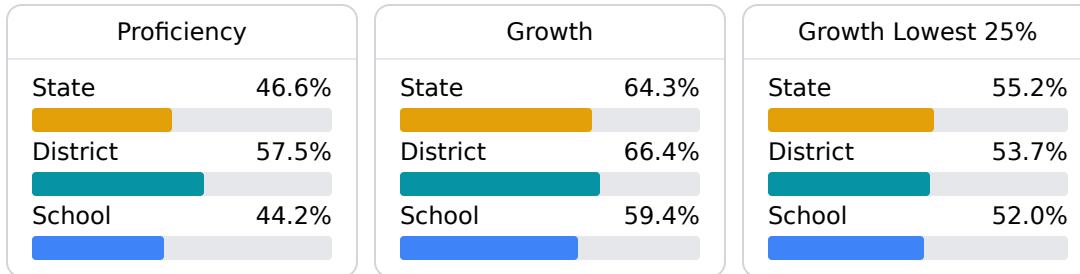 Proficiency
State 46.6%
District 57.5%
School 44.2%
Growth
State 64.3%
District 66.4%
School 59.4%
Growth Lowest 25%
State 55.2%
District 53.7%
School 52.0%